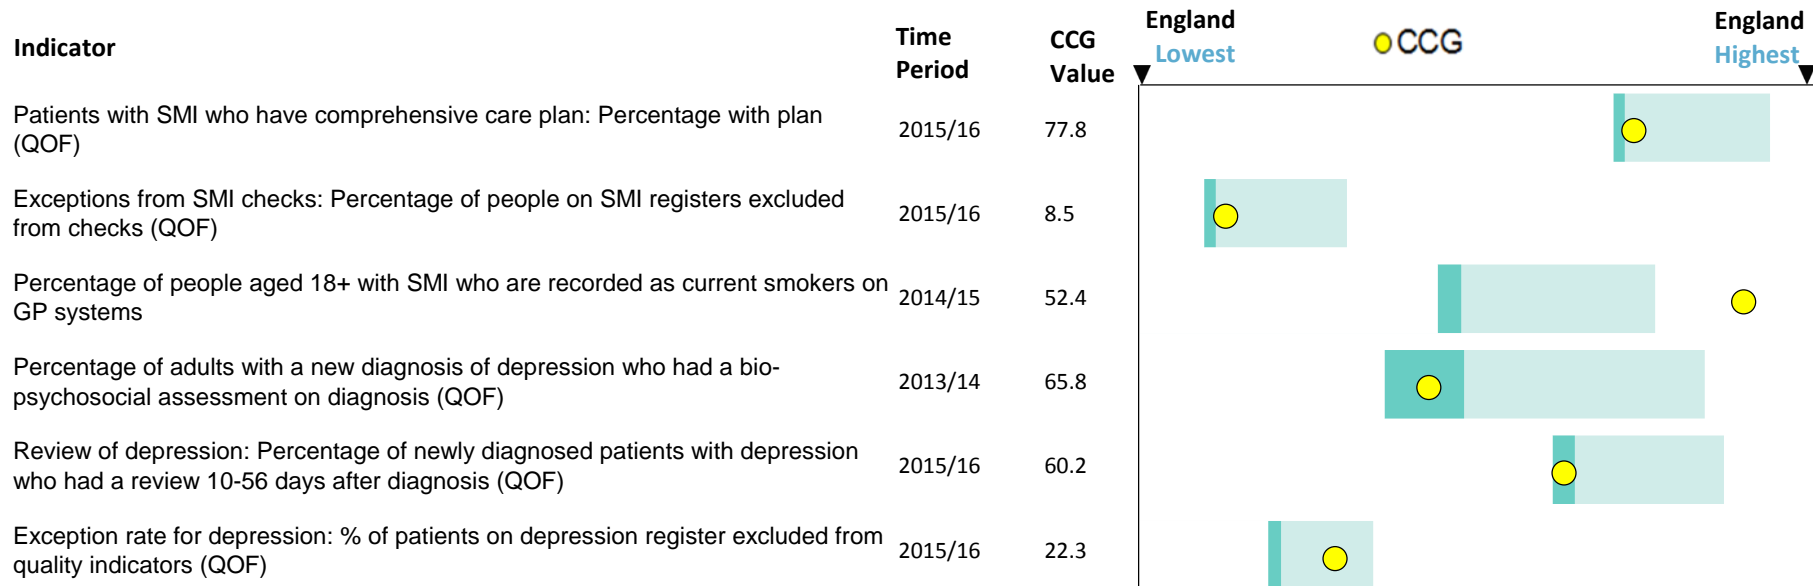 Indicator
Time
Period
CCG
Value
England
Lowest
CCG
England
Highest
Patients with SMI who have comprehensive care plan: Percentage with plan
(QOF)
2015/16
77.8
Exceptions from SMI checks: Percentage of people on SMI registers excluded
from checks (QOF)
2015/16
8.5
Percentage of people aged 18+ with SMI who are recorded as current smokers on
GP systems
2014/15
52.4
Percentage of adults with a new diagnosis of depression who had a bio-
psychosocial assessment on diagnosis (QOF)
2013/14
65.8
Review of depression: Percentage of newly diagnosed patients with depression
who had a review 10-56 days after diagnosis (QOF)
2015/16
60.2
Exception rate for depression: % of patients on depression register excluded from
quality indicators (QOF)
2015/16
22.3